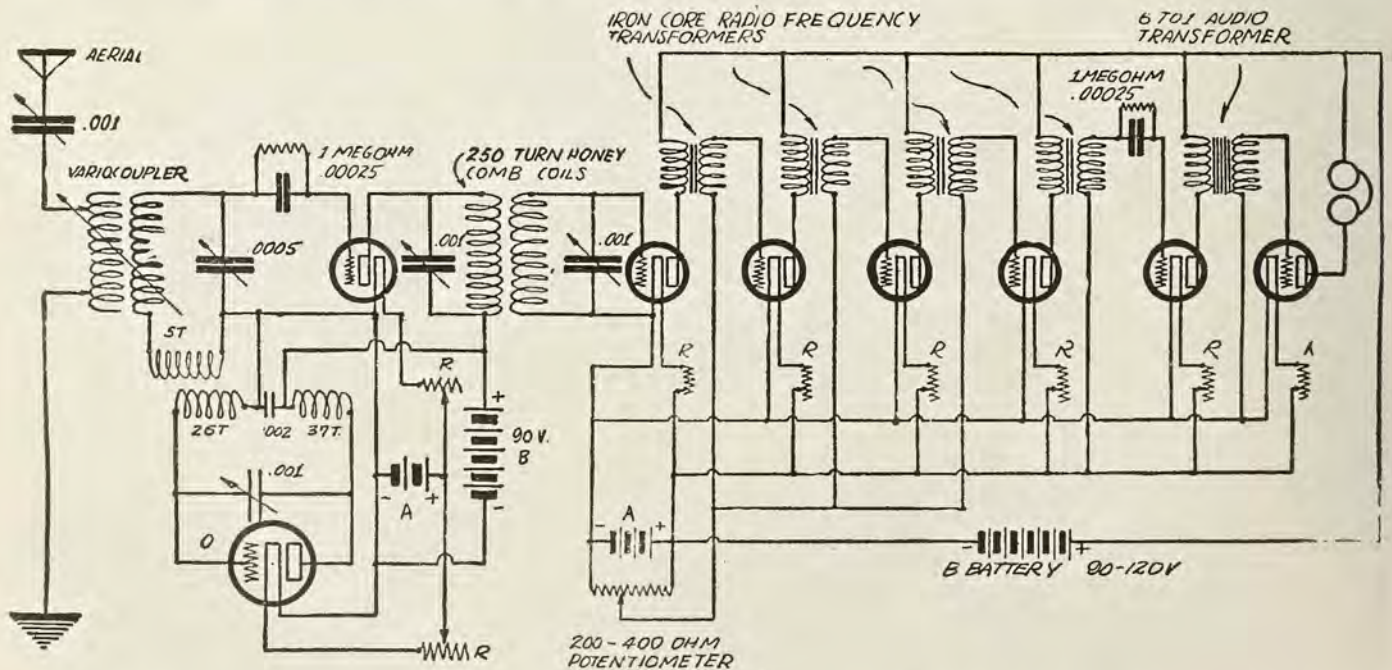 IRON CORE RADIO FREQUENCY
TRANSFORMERS
6 TO 1 AUDIO
TRANSFORMER
AERIAL
.001
VARIOCOUPLER
1 MEGOHM
.00025
250 TURN HONEY
COMB COILS
1 MEGOHM
.00025
.0005
.001
.001
5T
R
R
R
R
R
R
R
26T
.002
37T.
90 V.
B
+
-
.001
- A +
O
R
- A +
- +
B BATTERY 90-120V
200-400 OHM
POTENTIOMETER